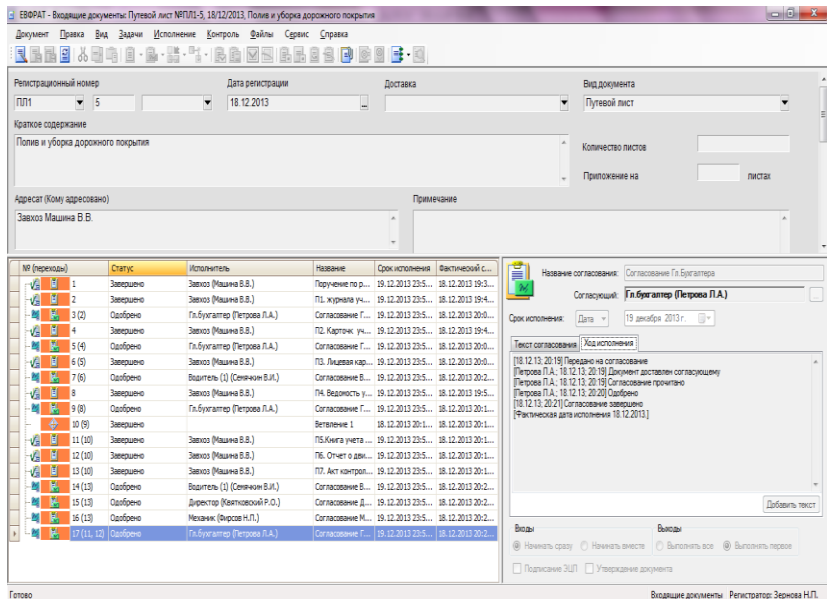 ЕВФРАТ - Входящие документы: Путевой лист №ПЛ1-5, 18/12/2013, Полив и уборка дорожного покрытия
Документ Правка Вид Задачи Исполнение Контроль Файлы Сервис Справка
Регистрационный номер Дата регистрации Доставка Вид документа
ПЛ1 5 18.12.2013 ... Путевой лист
Краткое содержание
Полив и уборка дорожного покрытия
Количество листов
Приложение на листах
Адресат (Кому адресовано) Примечание
Завхоз Машина В.В.
№ (переходы) Статус Исполнитель Название Срок исполнения Фактический с...
1 Завершено Завхоз (Машина В.В.) Поручение по р... 19.12.2013 23:5... 18.12.2013 19:3...
2 Завершено Завхоз (Машина В.В.) П1. журнала уч... 19.12.2013 23:5... 18.12.2013 19:4...
3 (2) Одобрено Гл.бухгалтер (Петрова Л.А.) Согласование Г... 19.12.2013 23:5... 18.12.2013 20:0...
4 Завершено Завхоз (Машина В.В.) П2. Карточк уч... 19.12.2013 23:5... 18.12.2013 19:4...
5 (4) Одобрено Гл.бухгалтер (Петрова Л.А.) Согласование Г... 19.12.2013 23:5... 18.12.2013 20:0...
6 (5) Завершено Завхоз (Машина В.В.) П3. Лицевая кар... 19.12.2013 23:5... 18.12.2013 20:0...
7 (6) Одобрено Водитель (1) (Семячкин В.И.) Согласование В... 19.12.2013 23:5... 18.12.2013 20:2...
8 Завершено Завхоз (Машина В.В.) П4. Ведомость у... 19.12.2013 23:5... 18.12.2013 19:5...
9 (8) Одобрено Гл.бухгалтер (Петрова Л.А.) Согласование Г... 19.12.2013 23:5... 18.12.2013 20:1...
10 (9) Завершено Ветвление 1 18.12.2013 20:1... 18.12.2013 20:1...
11 (10) Завершено Завхоз (Машина В.В.) П5.Книга учета ... 19.12.2013 23:5... 18.12.2013 20:1...
12 (10) Завершено Завхоз (Машина В.В.) П6. Отчет о дви... 19.12.2013 23:5... 18.12.2013 20:1...
13 (10) Завершено Завхоз (Машина В.В.) П7. Акт контрол... 19.12.2013 23:5... 18.12.2013 20:1...
14 (13) Одобрено Водитель (1) (Семячкин В.И.) Согласование В... 19.12.2013 23:5... 18.12.2013 20:2...
15 (13) Одобрено Директор (Квятковский Р.О.) Согласование Д... 19.12.2013 23:5... 18.12.2013 20:2...
16 (13) Одобрено Механик (Фирсов Н.П.) Согласование М... 19.12.2013 23:5... 18.12.2013 20:2...
17 (11, 12) Одобрено Гл.бухгалтер (Петрова Л.А.) Согласование Г... 19.12.2013 23:5... 18.12.2013 20:2...
Название согласования: Согласование Гл.Бухгалтера
Согласующий: Гл.бухгалтер (Петрова Л.А.) ...
Срок исполнения: Дата 19 декабря 2013 г.
Текст согласования Ход исполнения
[18.12.13; 20:19] Передано на согласование
[Петрова Л.А.; 18.12.13; 20:19] Документ доставлен согласующему
[Петрова Л.А.; 18.12.13; 20:19] Согласование прочитано
[Петрова Л.А.; 18.12.13; 20:20] Одобрено
[18.12.13; 20:21] Согласование завершено
[Фактическая дата исполнения 18.12.2013.]
Добавить текст
Входы Выходы
Начинать сразу Начинать вместе Выполнять все Выполнять первое
Подписание ЭЦП Утверждение документа
Готово Входящие документы Регистратор: Зернова Н.П.